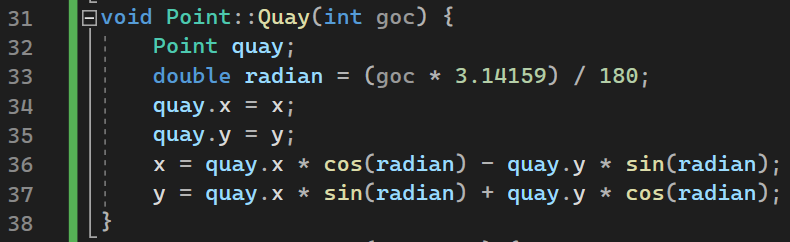 31 void Point::Quay(int goc) {
32 Point quay;
33 double radian = (goc * 3.14159) / 180;
34 quay.x = x;
35 quay.y = y;
36 x = quay.x * cos(radian) - quay.y * sin(radian);
37 y = quay.x * sin(radian) + quay.y * cos(radian);
38 }